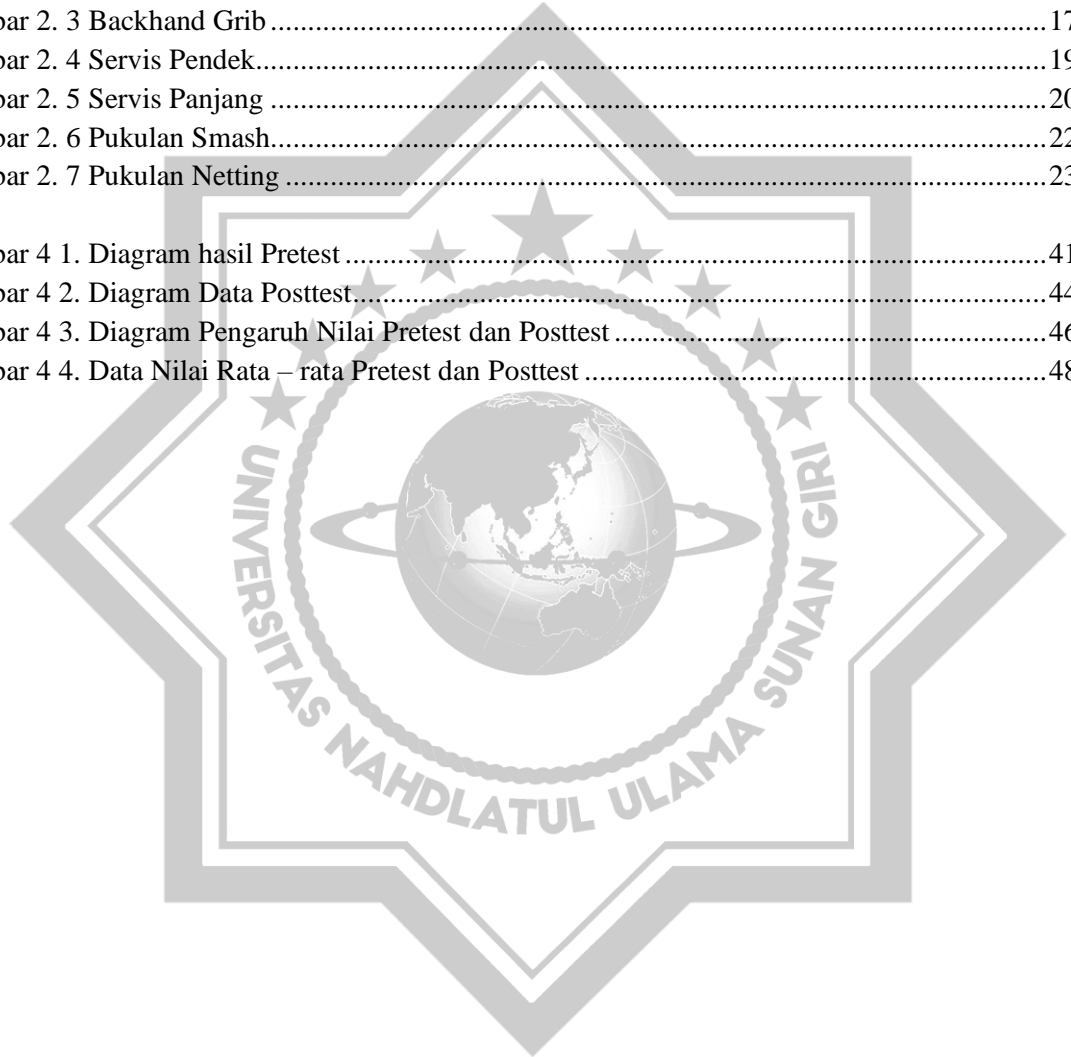 bar 2. 3 Backhand Grib........................................................................................................17
bar 2. 4 Servis Pendek..........................................................................................................19
bar 2. 5 Servis Panjang ........................................................................................................20
bar 2. 6 Pukulan Smash........................................................................................................22
bar 2. 7 Pukulan Netting ......................................................................................................23
bar 4 1. Diagram hasil Pretest ..............................................................................................41
bar 4 2. Diagram Data Posttest.............................................................................................44
bar 4 3. Diagram Pengaruh Nilai Pretest dan Posttest ..........................................................46
bar 4 4. Data Nilai Rata – rata Pretest dan Posttest ..............................................................48
UNIVERSITAS NAHDLATUL ULAMA SUNAN GIRI